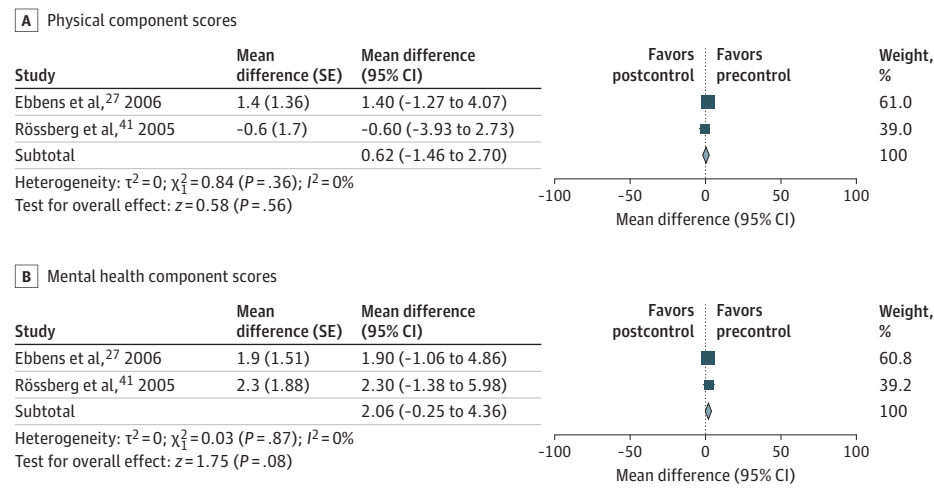 A Physical component scores
Mean Mean difference Favors Favors Weight,
Study difference (SE) (95% CI) postcontrol precontrol %
Ebbens et al,27 2006 1.4 (1.36) 1.40 (-1.27 to 4.07) 61.0
Rössberg et al,41 2005 -0.6 (1.7) -0.60 (-3.93 to 2.73) 39.0
Subtotal 0.62 (-1.46 to 2.70) 100
Heterogeneity: τ2=0; χ21=0.84 (P=.36); I2=0%
Test for overall effect: z=0.58 (P=.56)
-100 -50 0 50 100
Mean difference (95% CI)
B Mental health component scores
Mean Mean difference Favors Favors Weight,
Study difference (SE) (95% CI) postcontrol precontrol %
Ebbens et al,27 2006 1.9 (1.51) 1.90 (-1.06 to 4.86) 60.8
Rössberg et al,41 2005 2.3 (1.88) 2.30 (-1.38 to 5.98) 39.2
Subtotal 2.06 (-0.25 to 4.36) 100
Heterogeneity: τ2=0; χ21=0.03 (P=.87); I2=0%
Test for overall effect: z=1.75 (P=.08)
-100 -50 0 50 100
Mean difference (95% CI)